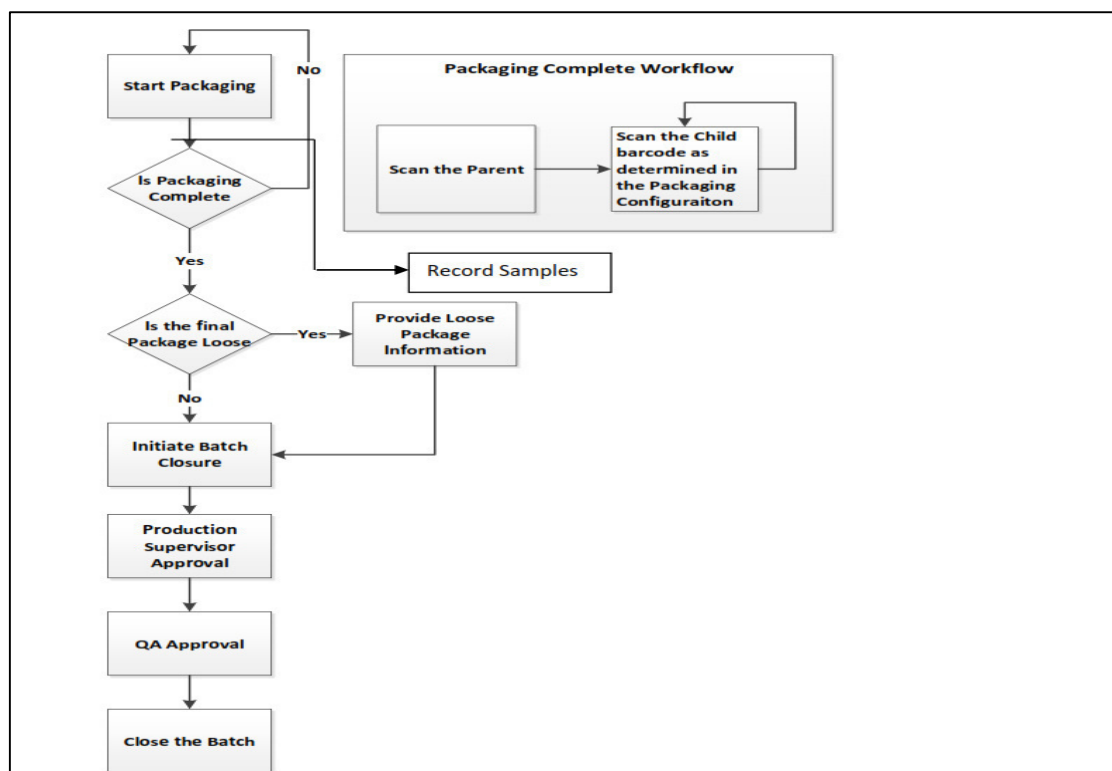 No
Start Packaging
Packaging Complete Workflow
Scan the Parent
Scan the Child
barcode as
determined in
the Packaging
Configuraiton
Is Packaging
Complete
Yes
Record Samples
Is the final
Package Loose
Yes
Provide Loose
Package
Information
No
Initiate Batch
Closure
Production
Supervisor
Approval
QA Approval
Close the Batch